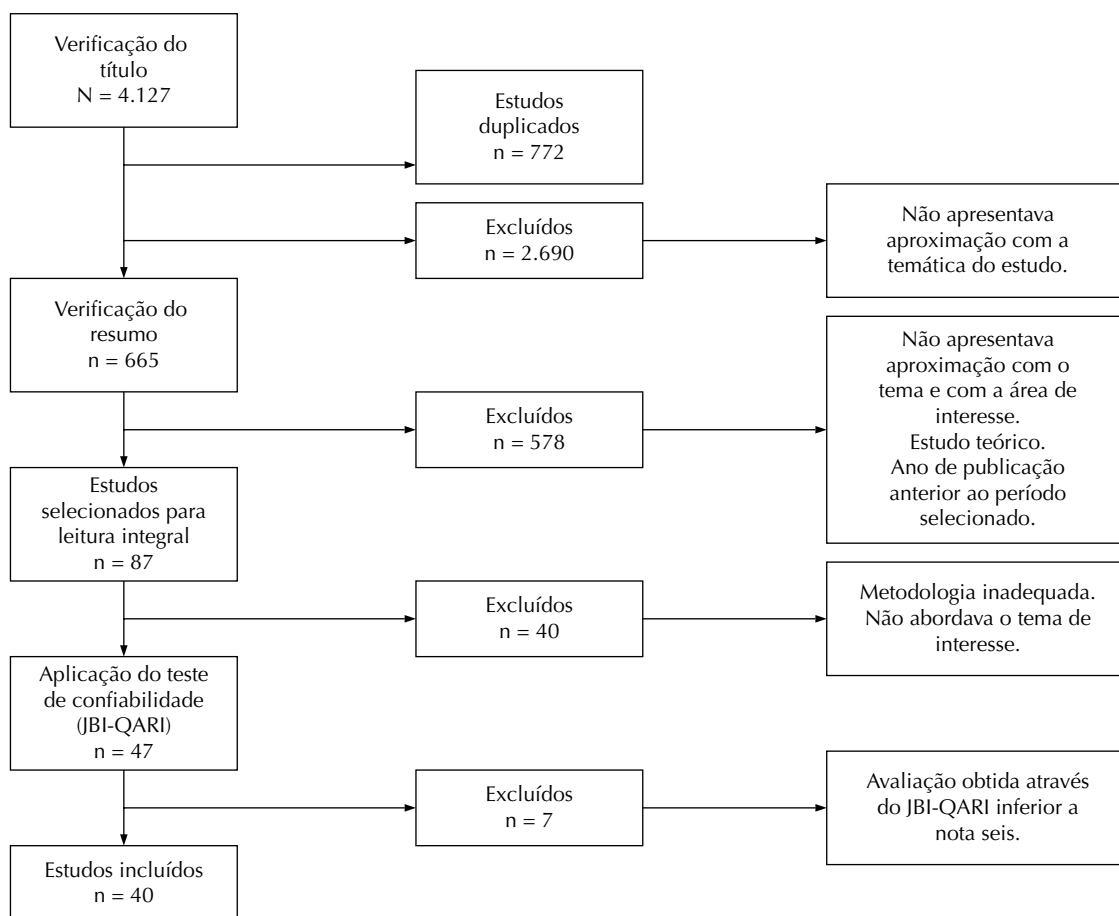 Verificação do
título
N = 4.127
Estudos
duplicados
n = 772
Excluídos
n = 2.690
Não apresentava
aproximação com a
temática do estudo.
Verificação do
resumo
n = 665
Excluídos
n = 578
Não apresentava
aproximação com o
tema e com a área de
interesse.
Estudo teórico.
Ano de publicação
anterior ao período
selecionado.
Estudos
selecionados para
leitura integral
n = 87
Excluídos
n = 40
Metodologia inadequada.
Não abordava o tema de
interesse.
Aplicação do teste
de confiabilidade
(JBI-QARI)
n = 47
Excluídos
n = 7
Avaliação obtida através
do JBI-QARI inferior a
nota seis.
Estudos incluídos
n = 40